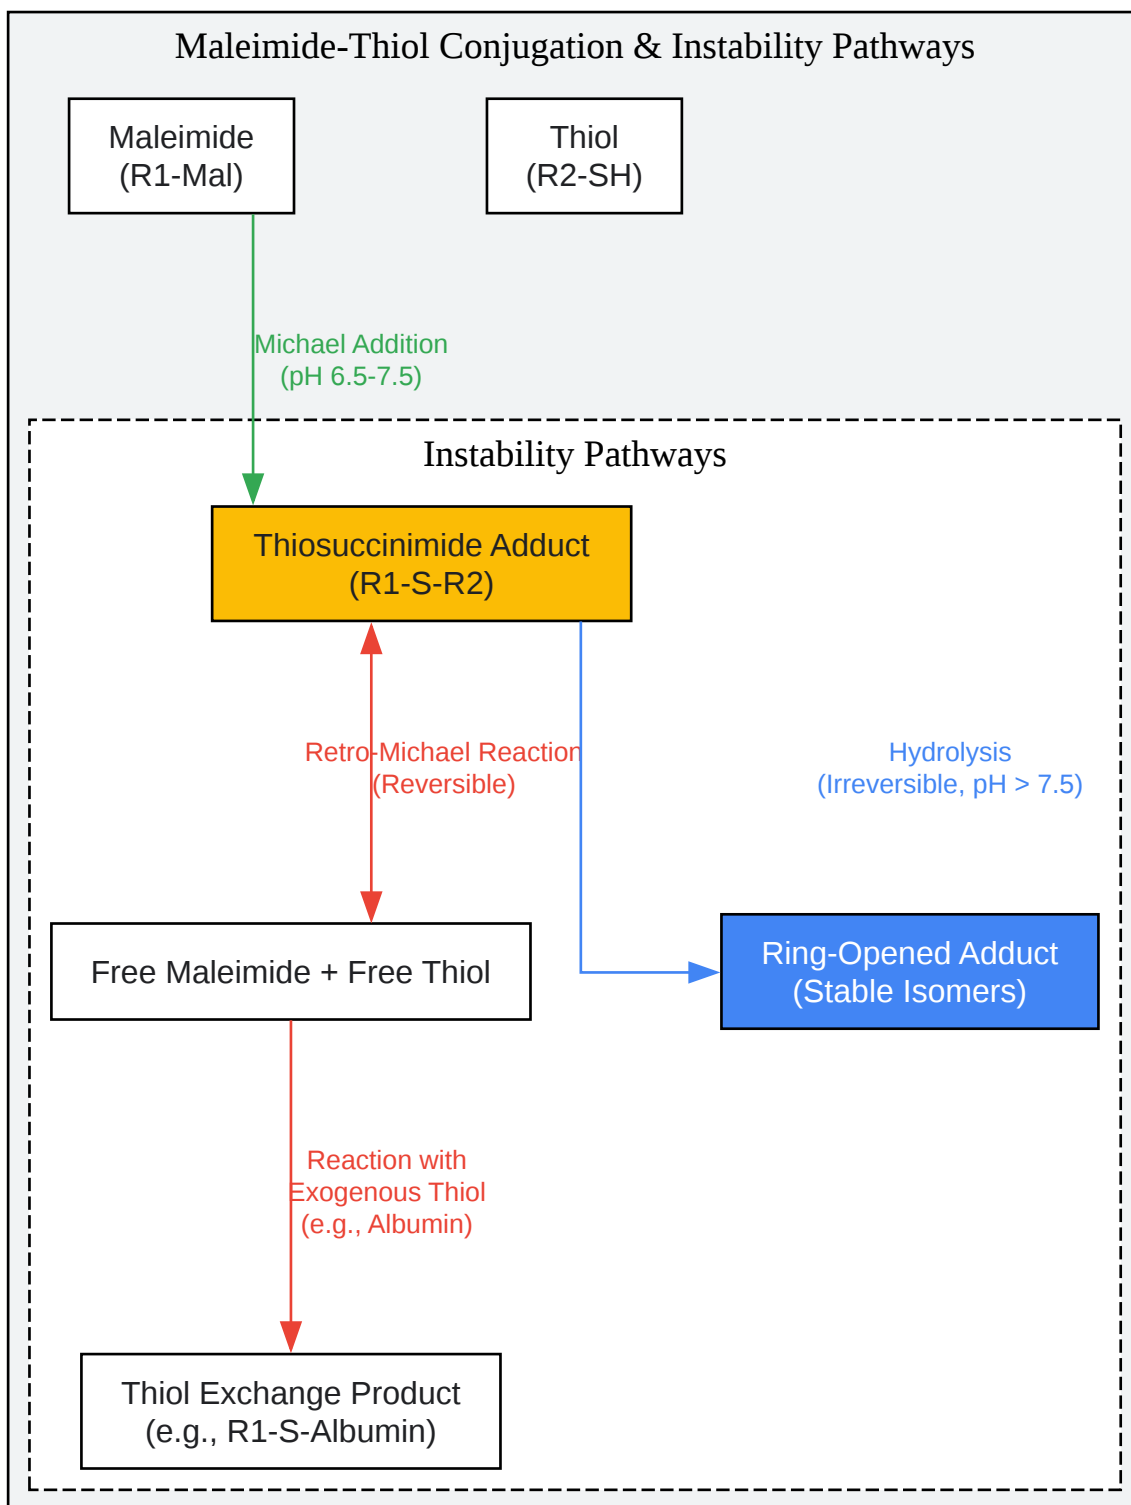 Maleimide-Thiol Conjugation & Instability Pathways
Maleimide
(R1-Mal)
Thiol
(R2-SH)
Michael Addition
(pH 6.5-7.5)
Instability Pathways
Thiosuccinimide Adduct
(R1-S-R2)
Retro-Michael Reaction
(Reversible)
Hydrolysis
(Irreversible, pH > 7.5)
Free Maleimide + Free Thiol
Ring-Opened Adduct
(Stable Isomers)
Reaction with
Exogenous Thiol
(e.g., Albumin)
Thiol Exchange Product
(e.g., R1-S-Albumin)